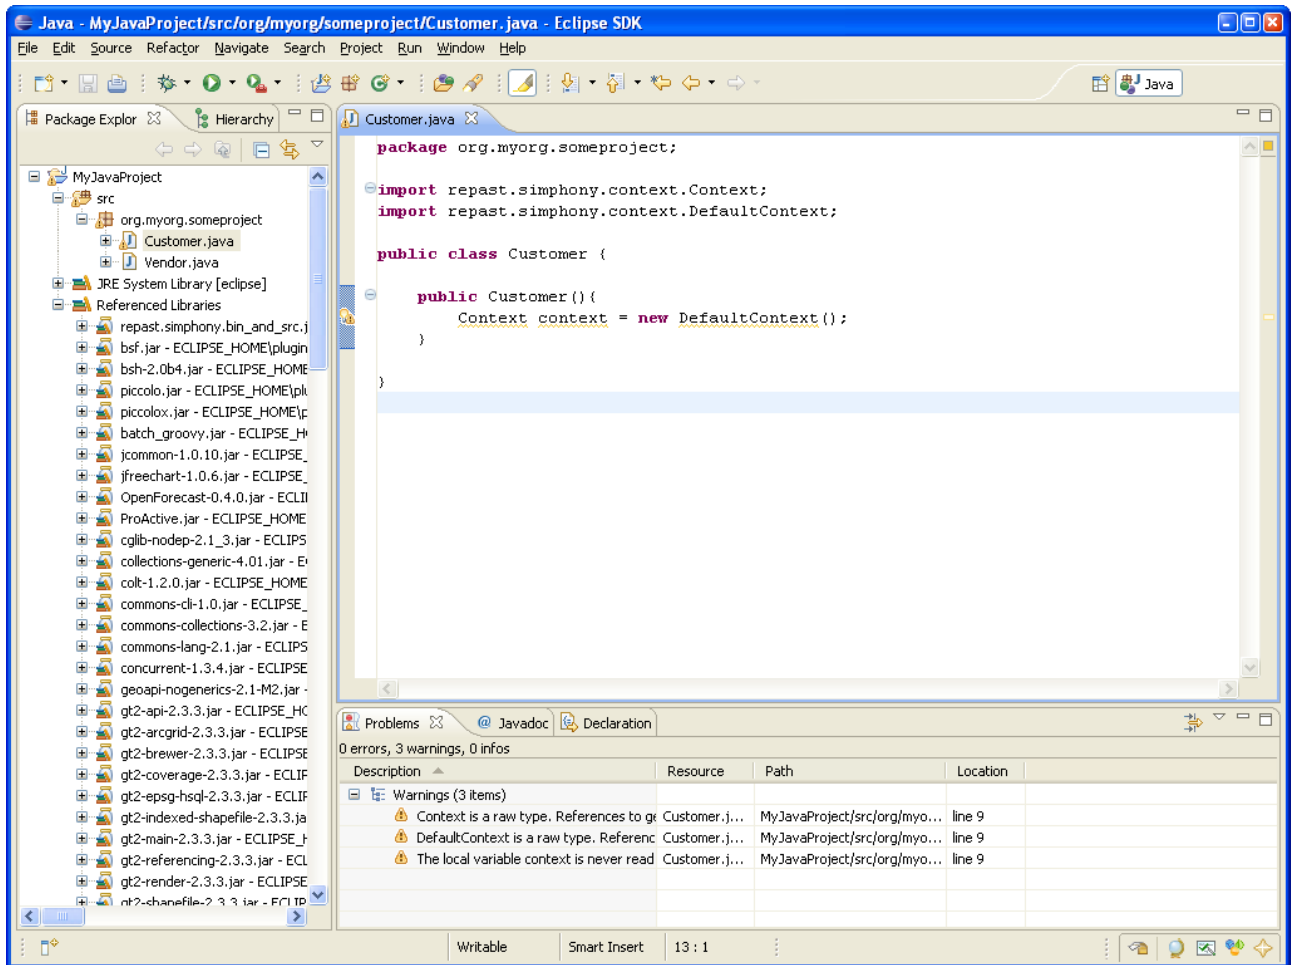 Java - MyJavaProject/src/org/myorg/someproject/Customer.java - Eclipse SDK
File Edit Source Refactor Navigate Search Project Run Window Help
Java
Package Explor
Hierarchy
MyJavaProject
src
org.myorg.someproject
Customer.java
Vendor.java
JRE System Library [eclipse]
Referenced Libraries
repast.simphony.bin_and_src.j
bsf.jar - ECLIPSE_HOME\plugin
bsh-2.0b4.jar - ECLIPSE_HOME
piccolo.jar - ECLIPSE_HOME\plu
piccolox.jar - ECLIPSE_HOME\p
batch_groovy.jar - ECLIPSE_H
jcommon-1.0.10.jar - ECLIPSE_
jfreechart-1.0.6.jar - ECLIPSE_
OpenForecast-0.4.0.jar - ECLI
ProActive.jar - ECLIPSE_HOME
cglib-nodep-2.1_3.jar - ECLIPS
collections-generic-4.01.jar - E
colt-1.2.0.jar - ECLIPSE_HOME
commons-cli-1.0.jar - ECLIPSE_
commons-collections-3.2.jar - E
commons-lang-2.1.jar - ECLIPS
concurrent-1.3.4.jar - ECLIPSE
geoapi-nogenerics-2.1-M2.jar -
gt2-api-2.3.3.jar - ECLIPSE_HO
gt2-arcgrid-2.3.3.jar - ECLIPSE
gt2-brewer-2.3.3.jar - ECLIPSE
gt2-coverage-2.3.3.jar - ECLIP
gt2-epsg-hsql-2.3.3.jar - ECLIP
gt2-indexed-shapefile-2.3.3.ja
gt2-main-2.3.3.jar - ECLIPSE_H
gt2-referencing-2.3.3.jar - ECL
gt2-render-2.3.3.jar - ECLIPSE
gt2-shapefile-2.3.3.jar - ECLIP
Customer.java
package org.myorg.someproject;
import repast.simphony.context.Context;
import repast.simphony.context.DefaultContext;
public class Customer {
public Customer(){
Context context = new DefaultContext();
}
}
Problems
@ Javadoc
Declaration
0 errors, 3 warnings, 0 infos
Description Resource Path Location
Warnings (3 items)
Context is a raw type. References to ge Customer.j... MyJavaProject/src/org/myo... line 9
DefaultContext is a raw type. Referenc Customer.j... MyJavaProject/src/org/myo... line 9
The local variable context is never read Customer.j... MyJavaProject/src/org/myo... line 9
Writable Smart Insert 13 : 1